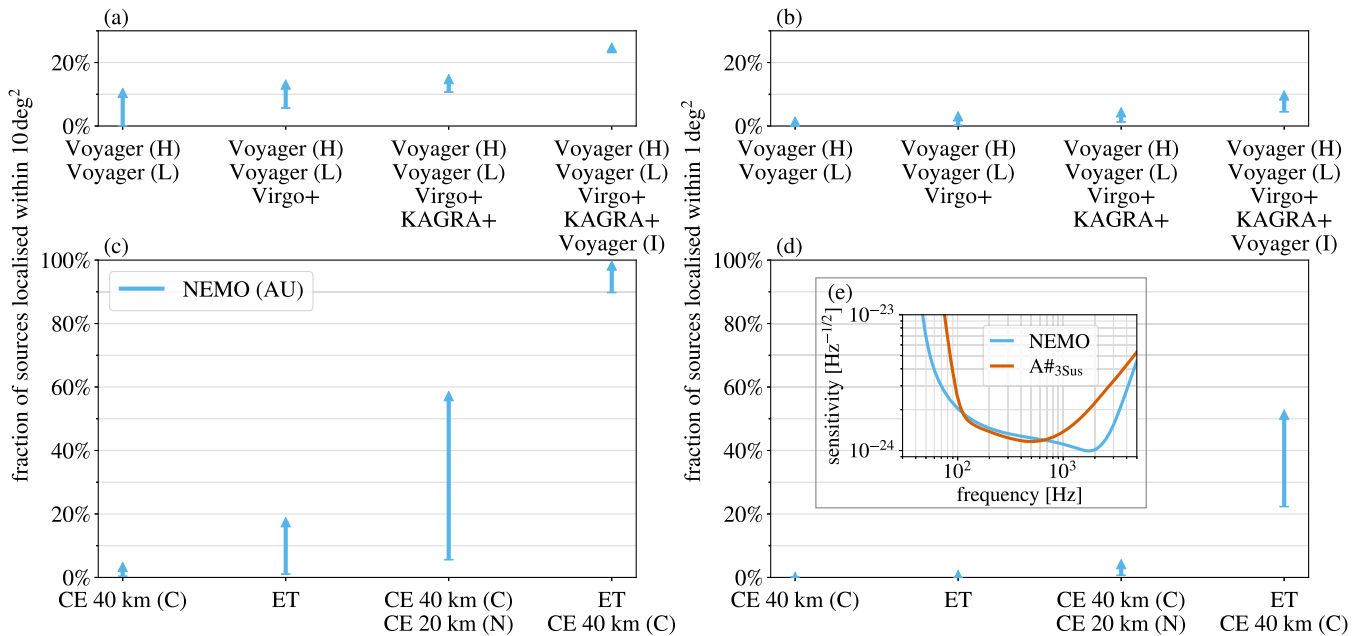 (a)
20%
10%
0%
Voyager (H)
Voyager (L)
Voyager (H)
Voyager (L)
Virgo+
Voyager (H)
Voyager (L)
Virgo+
KAGRA+
Voyager (H)
Voyager (L)
Virgo+
KAGRA+
Voyager (I)
(b)
20%
0%
Voyager (H)
Voyager (L)
Voyager (H)
Voyager (L)
Virgo+
Voyager (H)
Voyager (L)
Virgo+
KAGRA+
Voyager (H)
Voyager (L)
Virgo+
KAGRA+
Voyager (I)
fraction of sources localised within 10 deg²
(c)
100%
80%
60%
40%
20%
0%
NEMO (AU)
CE 40 km (C)
ET
CE 40 km (C)
CE 20 km (N)
ET
CE 40 km (C)
fraction of sources localised within 1 deg²
(d)
100%
80%
60%
40%
20%
0%
(e)
10⁻²³
10⁻²⁴
sensitivity [Hz⁻¹/²]
NEMO
A#₃Sus
10²
10³
frequency [Hz]
CE 40 km (C)
ET
CE 40 km (C)
CE 20 km (N)
ET
CE 40 km (C)